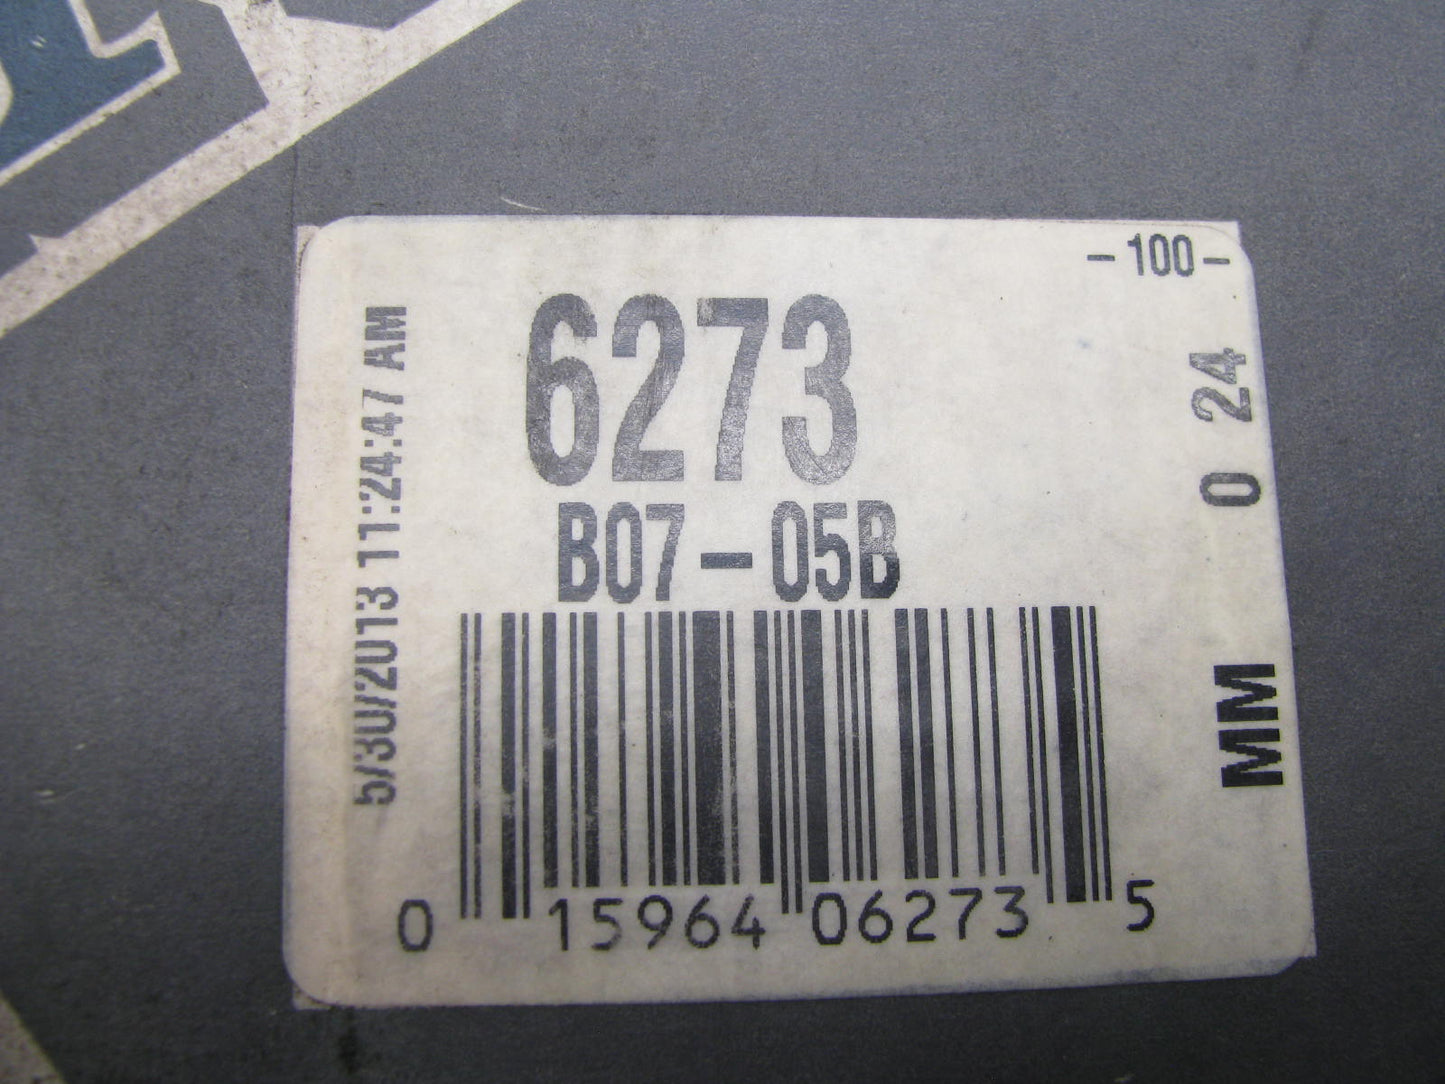 -100-
6273
B07-05B
0 15964 06273 5
5/30/2013 11:24:47 AM
MM 0 24